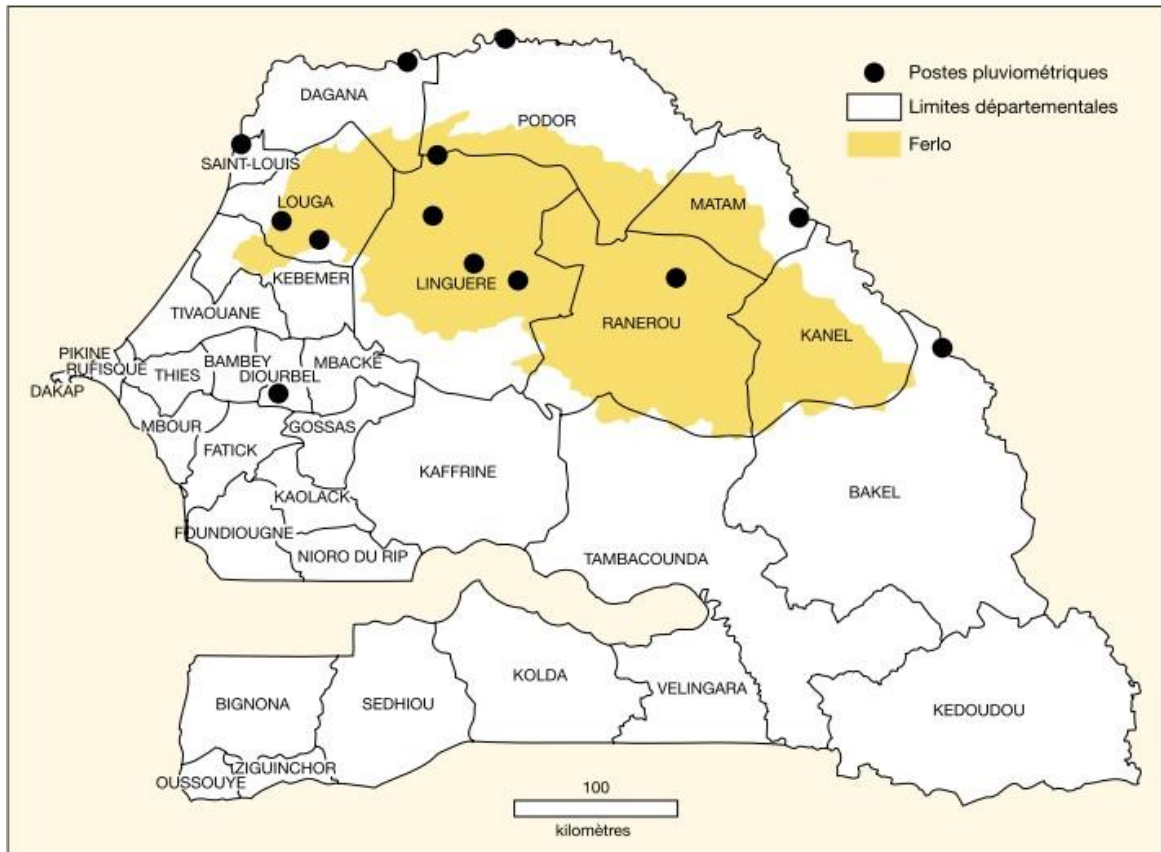 Postes pluviométriques
Limites départementales
Ferlo
DAGANA
PODOR
SAINT-LOUIS
LOUGA
MATAM
KEBEMER
LINGUERE
TIVAOUANE
RANEROU
KANEL
PIKINE
RUFISQUE
DAKAP
THIES
BAMBEY
DIOURBEL
MBACKE
MBOUR
GOSSAS
FATICK
KAFFRINE
KAOLACK
BAKEL
FOUNDIOUGNE
NIORO DU RIP
TAMBACOUNDA
BIGNONA
SEDHIOU
KOLDA
VELINGARA
KEDOUDOU
OUSSOUYE
ZIGUINCHOR
100
kilomètres